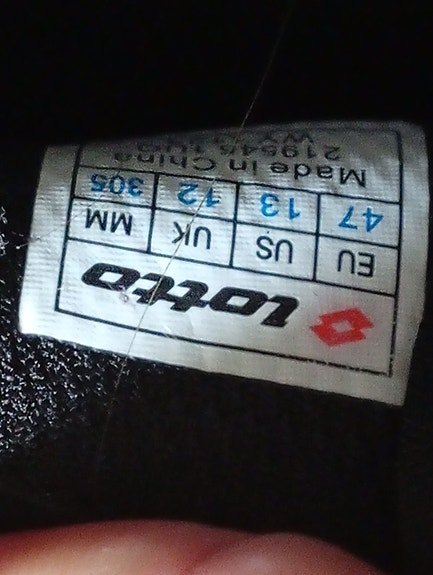 lotto
EU US UK MM
47 13 12 305
Made in China